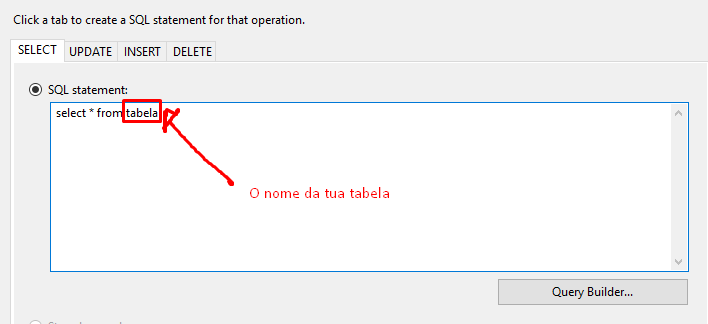 Click a tab to create a SQL statement for that operation.
SELECT UPDATE INSERT DELETE
SQL statement:
select * from tabela
O nome da tua tabela
Query Builder...